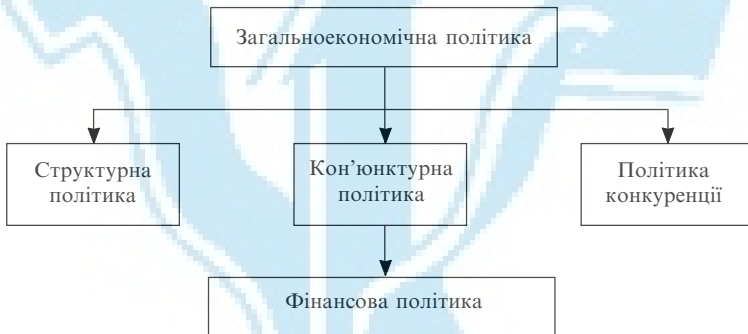 Загальноекономічна політика
Структурна
політика
Кон’юнктурна
політика
Політика
конкуренції
Фінансова політика